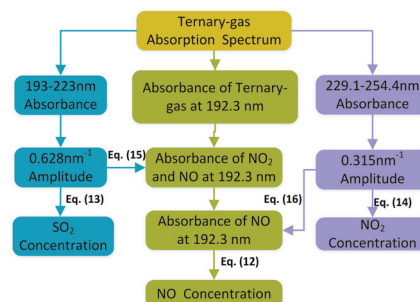 Ternary-gas
Absorption Spectrum
193-223nm
Absorbance
Absorbance of Ternary-
gas at 192.3 nm
229.1-254.4nm
Absorbance
0.628nm⁻¹
Amplitude
Eq. (15)
Absorbance of NO₂
and NO at 192.3 nm
0.315nm⁻¹
Amplitude
Eq. (13)
Eq. (16)
Eq. (14)
SO₂
Concentration
Absorbance of NO
at 192.3 nm
NO₂
Concentration
Eq. (12)
NO Concentration